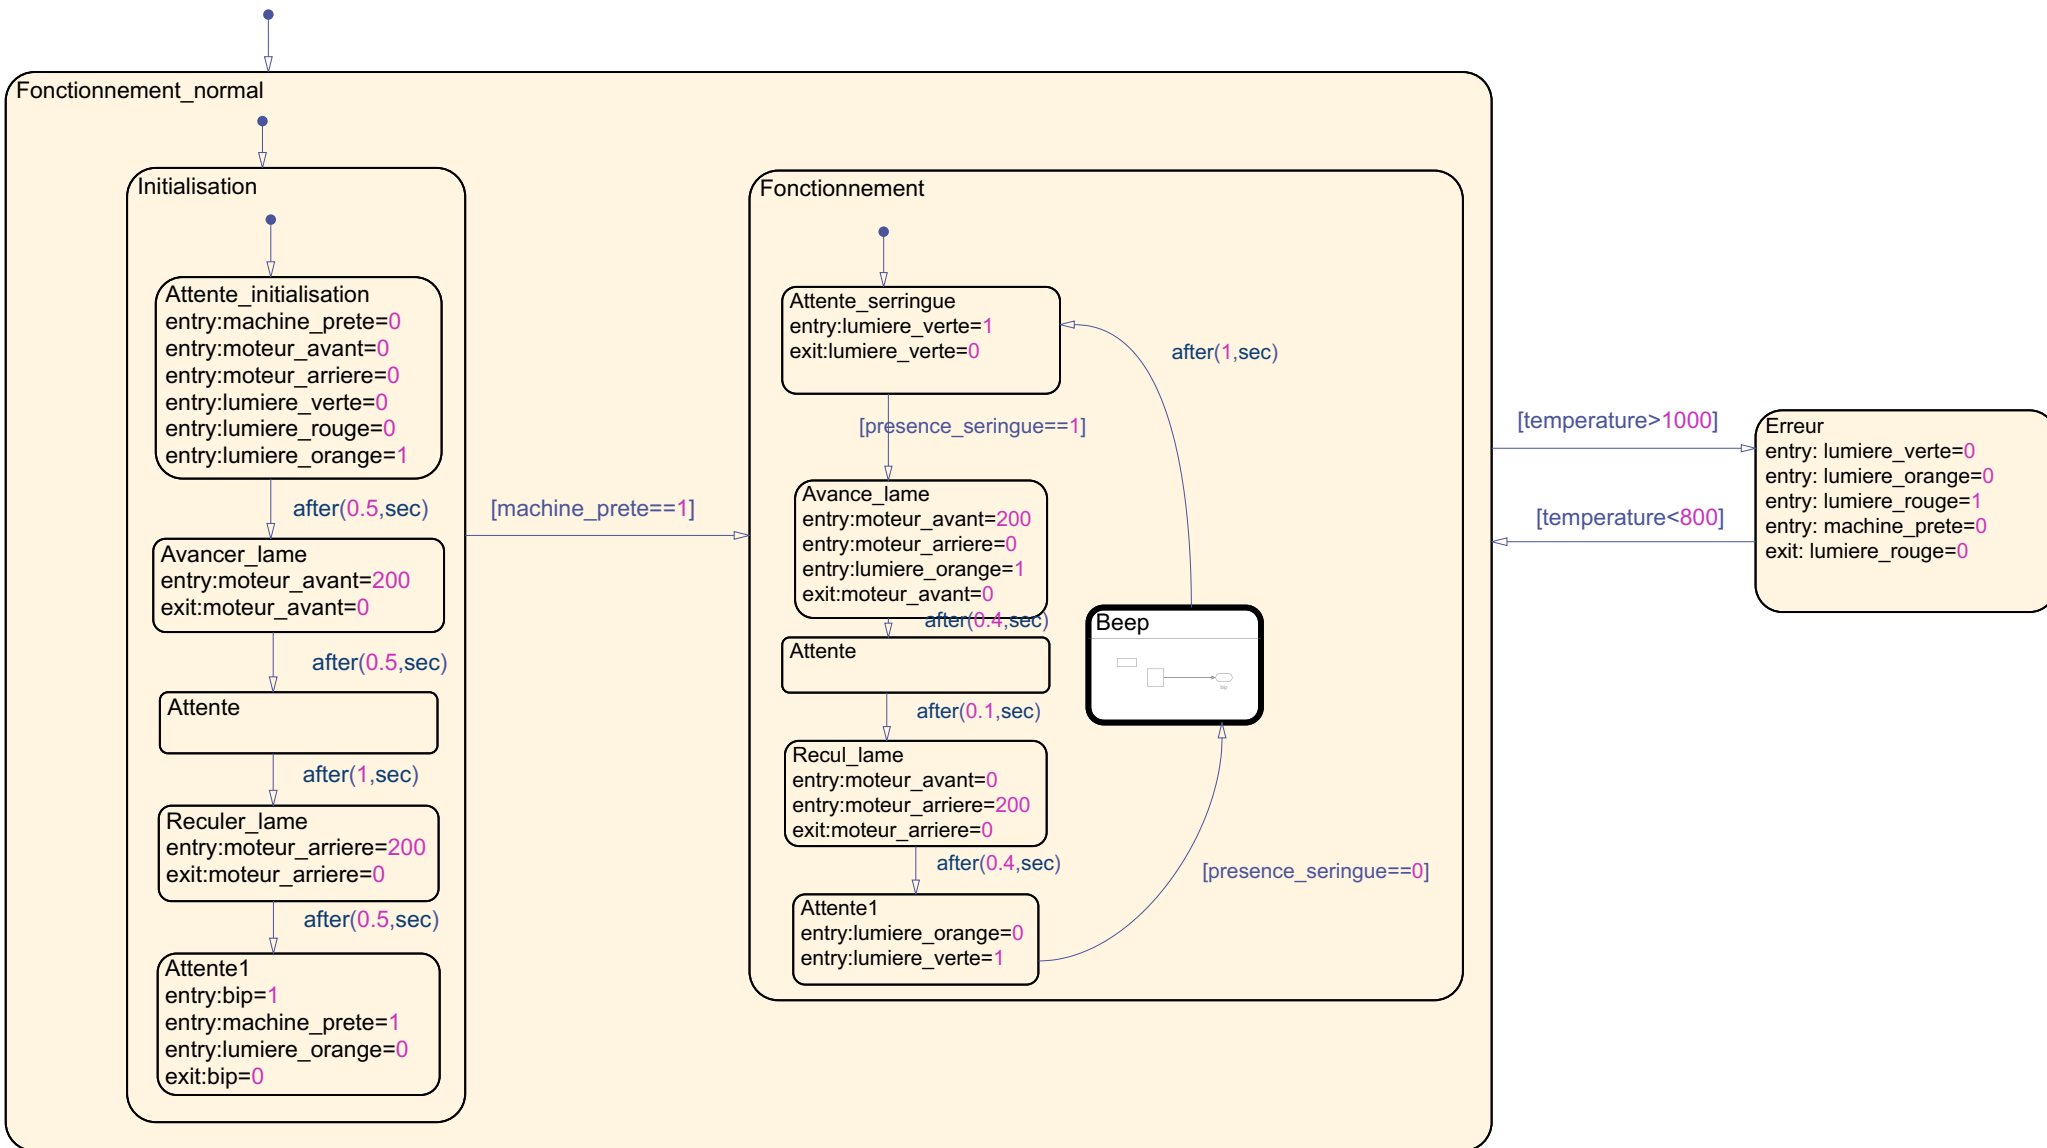 Fonctionnement_normal
Initialisation
Attente_initialisation
entry:machine_prete=0
entry:moteur_avant=0
entry:moteur_arriere=0
entry:lumiere_verte=0
entry:lumiere_rouge=0
entry:lumiere_orange=1
after(0.5,sec)
Avancer_lame
entry:moteur_avant=200
exit:moteur_avant=0
after(0.5,sec)
Attente
after(1,sec)
Reculer_lame
entry:moteur_arriere=200
exit:moteur_arriere=0
after(0.5,sec)
Attente1
entry:bip=1
entry:machine_prete=1
entry:lumiere_orange=0
exit:bip=0
[machine_prete==1]
Fonctionnement
Attente_serringue
entry:lumiere_verte=1
exit:lumiere_verte=0
[presence_seringue==1]
Avance_lame
entry:moteur_avant=200
entry:moteur_arriere=0
entry:lumiere_orange=1
exit:moteur_avant=0
after(0.4,sec)
Attente
after(0.1,sec)
Recul_lame
entry:moteur_avant=0
entry:moteur_arriere=200
exit:moteur_arriere=0
after(0.4,sec)
Attente1
entry:lumiere_orange=0
entry:lumiere_verte=1
[presence_seringue==0]
Beep
after(1,sec)
[temperature>1000]
[temperature<800]
Erreur
entry: lumiere_verte=0
entry: lumiere_orange=0
entry: lumiere_rouge=1
entry: machine_prete=0
exit: lumiere_rouge=0